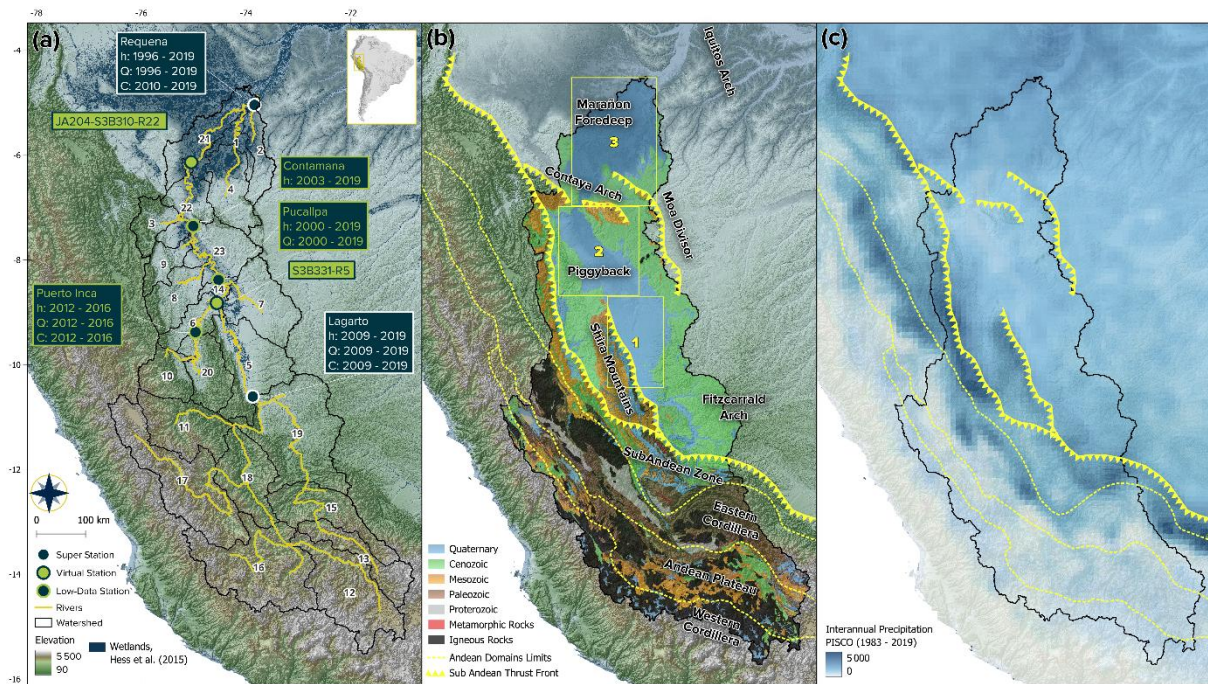 -78
-76
-74
-72
-78
-76
-74
-72
-4
-6
-8
-10
-12
-14
-16
(a)
Requena
h: 1996 - 2019
Q: 1996 - 2019
C: 2010 - 2019
JA204-S3B310-R22
Contamana
h: 2003 - 2019
Pucallpa
h: 2000 - 2019
Q: 2000 - 2019
S3B331-R5
Puerto Inca
h: 2012 - 2016
Q: 2012 - 2016
C: 2012 - 2016
Lagarto
h: 2009 - 2019
Q: 2009 - 2019
C: 2009 - 2019
21
1
2
4
3
22
23
9
8
14
7
6
5
10
20
11
19
18
17
15
16
13
12
0
100 km
Super Station
Virtual Station
Low-Data Station
Rivers
Watershed
Elevation
5 500
90
Wetlands,
Hess et al. (2015)
(b)
Iquitos Arch
Marañon
Foredeep
3
Contaya Arch
Moa Divisor
2
Piggyback
1
Shira Mountains
Fitzcarrald
Arch
SubAndean Zone
Eastern
Cordillera
Andean Plateau
Western
Cordillera
Quaternary
Cenozoic
Mesozoic
Paleozoic
Proterozoic
Metamorphic Rocks
Igneous Rocks
Andean Domains Limits
Sub Andean Thrust Front
(c)
Interannual Precipitation
PISCO (1983 - 2019)
5 000
0